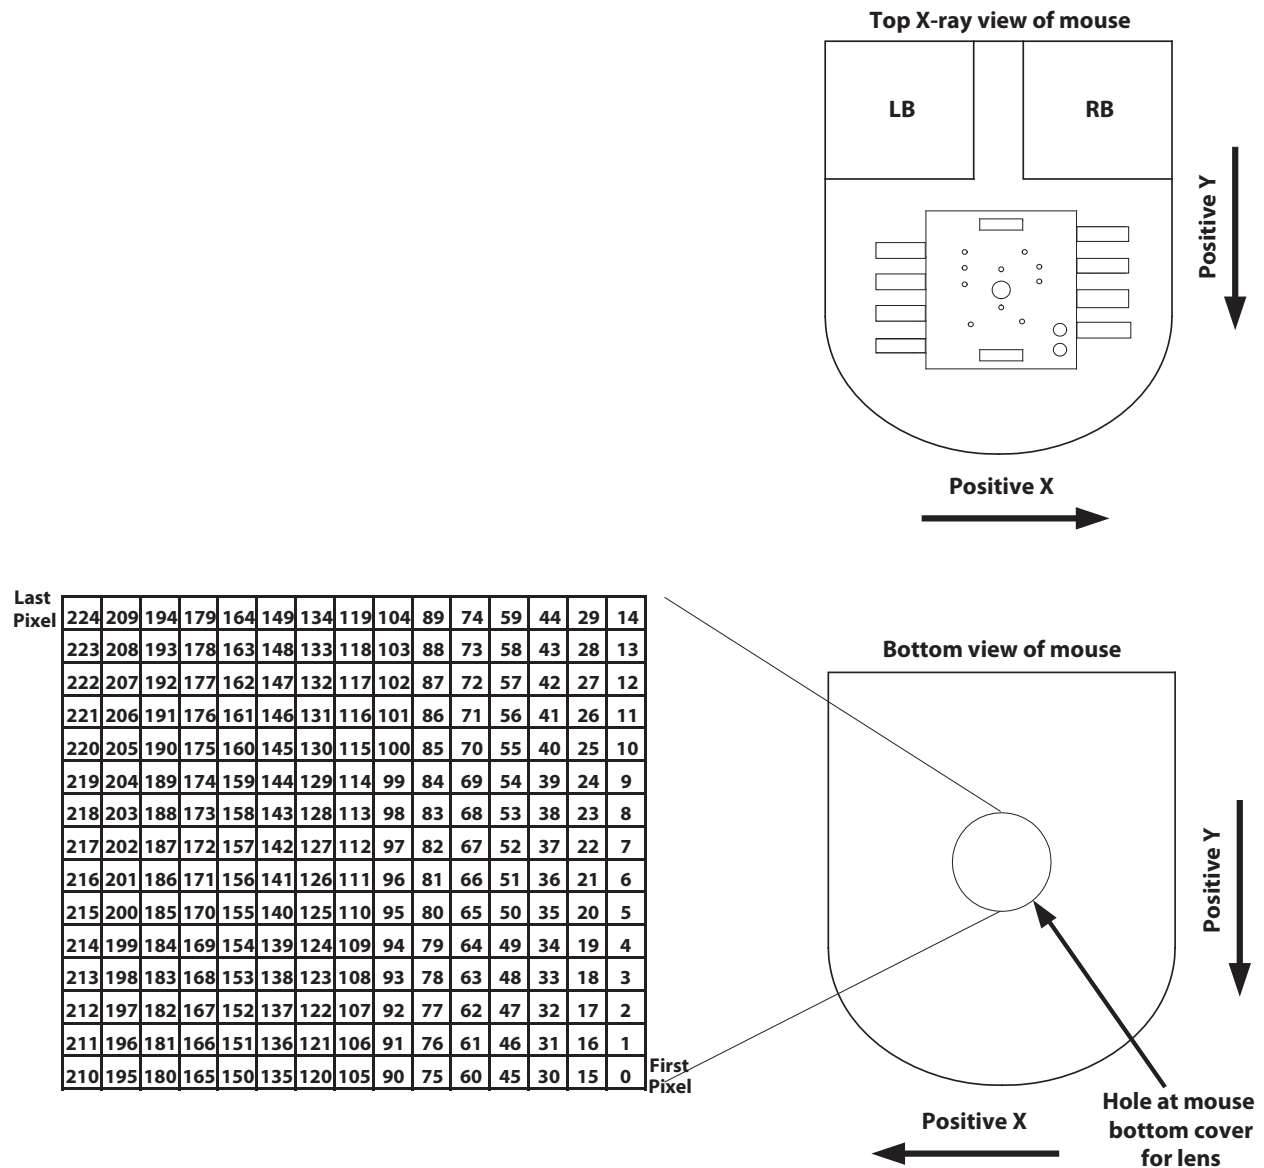 Top X-ray view of mouse
LB RB
Positive Y
Positive X
Last
Pixel
224 209 194 179 164 149 134 119 104 89 74 59 44 29 14
223 208 193 178 163 148 133 118 103 88 73 58 43 28 13
222 207 192 177 162 147 132 117 102 87 72 57 42 27 12
221 206 191 176 161 146 131 116 101 86 71 56 41 26 11
220 205 190 175 160 145 130 115 100 85 70 55 40 25 10
219 204 189 174 159 144 129 114 99 84 69 54 39 24 9
218 203 188 173 158 143 128 113 98 83 68 53 38 23 8
217 202 187 172 157 142 127 112 97 82 67 52 37 22 7
216 201 186 171 156 141 126 111 96 81 66 51 36 21 6
215 200 185 170 155 140 125 110 95 80 65 50 35 20 5
214 199 184 169 154 139 124 109 94 79 64 49 34 19 4
213 198 183 168 153 138 123 108 93 78 63 48 33 18 3
212 197 182 167 152 137 122 107 92 77 62 47 32 17 2
211 196 181 166 151 136 121 106 91 76 61 46 31 16 1
210 195 180 165 150 135 120 105 90 75 60 45 30 15 0
First
Pixel
Bottom view of mouse
Positive Y
Positive X
Hole at mouse
bottom cover
for lens